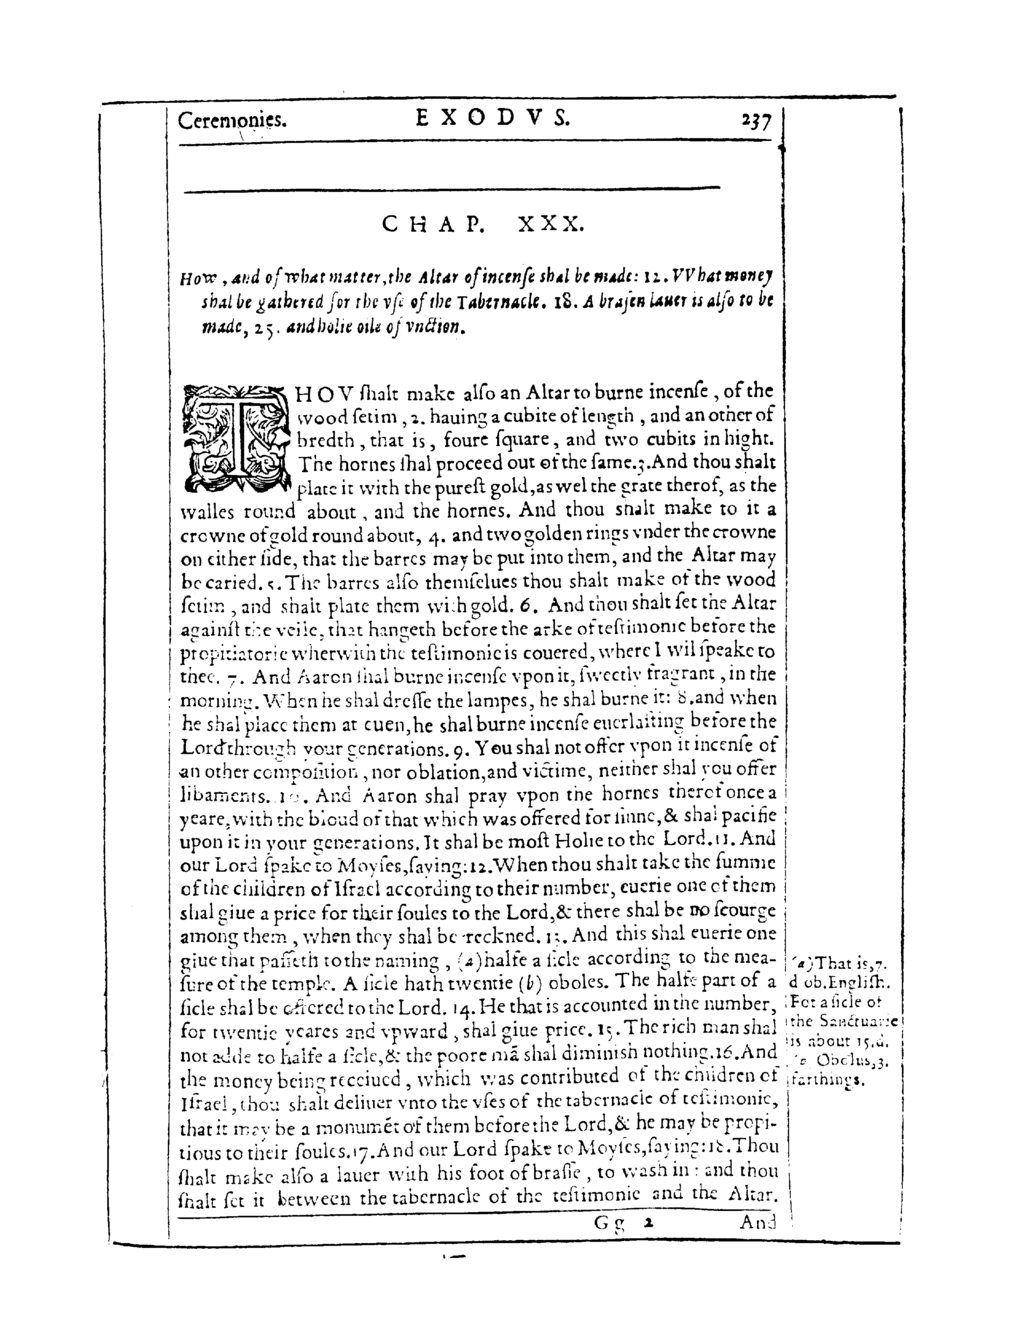 Ceremonies. EXODVS. 237
CHAP. XXX.
How, and of what matter, the Altar of incense shal be made: 12. VVhat money
shal be gathered for the vse of the Tabernacle. 18. A brasen lauer is also to be
made, 25. and holie oile of vnction.
THOV ſhalt make alſo an Altar to burne incenſe, of the
wood ſetim, 2. hauing a cubite of length, and an other of
bredth, that is, foure ſquare, and two cubits in hight.
The hornes ſhal proceed out of the ſame. 3. And thou shalt
plate it with the pureſt gold, as wel the grate therof, as the
walles round about, and the hornes. And thou shalt make to it a
crowne of gold round about, 4. and two golden rings vnder the crowne
on either ſide, that the barres may be put into them, and the Altar may
be caried. 5. The barres alſo themſelues thou shalt make of the wood
ſetim, and shalt plate them with gold. 6. And thou shalt ſet the Altar
againſt the veile, that hangeth before the arke of teſtimonie before the
propitiatorie wherwith the teſtimonie is couered, where I wil ſpeake to
thee. 7. And Aaron ſhal burne incenſe vpon it, ſweetly fragrant, in the
morning. When he shal dreſſe the lampes, he shal burne it: 8. and when
he shal place them at euen, he shal burne incenſe euerlaſting before the
Lord through your generations. 9. You shal not offer vpon it incenſe of
an other compoſition, nor oblation, and victime, neither shal you offer
libaments. 10. And Aaron shal pray vpon the hornes therof once a
yeare, with the bloud of that which was offered for ſinne, & shal pacifie
upon it in your generations. It shal be moſt Holie to the Lord. 11. And
our Lord ſpake to Moyſes, ſaying: 12. When thou shalt take the ſumme
of the children of Iſrael according to their number, euerie one of them
shal giue a price for their ſoules to the Lord, & there shal be no ſcourge
among them, when they shal be reckned. 13. And this shal euerie one
giue that paſſeth to the naming, (a) halfe a ſicle according to the mea-
ſure of the temple. A ſicle hath twentie (b) oboles. The halfe part of a
ſicle shal be offered to the Lord. 14. He that is accounted in the number,
for twentie yeares and vpward, shal giue price. 15. The rich man shal
not adde to halfe a ſicle, & the poore mã shal diminish nothing. 16. And
the money being receiued, which was contributed of the children of
Iſrael, thou shalt deliuer vnto the vſes of the tabernacle of teſtimonie,
that it may be a monumẽt of them before the Lord, & he may be propi-
tious to their ſoules. 17. And our Lord ſpake to Moyſes, ſaying: 18. Thou
ſhalt make alſo a lauer with his foot of braſſe, to wash in: and thou
ſhalt ſet it between the tabernacle of the teſtimonie and the Altar.
(a) That is, 7.
d ob. Engliſh.
For a ſicle of
the Sanctuarie
is about 15. d.
Obolus, 3.
farthings.
Gg 2 And